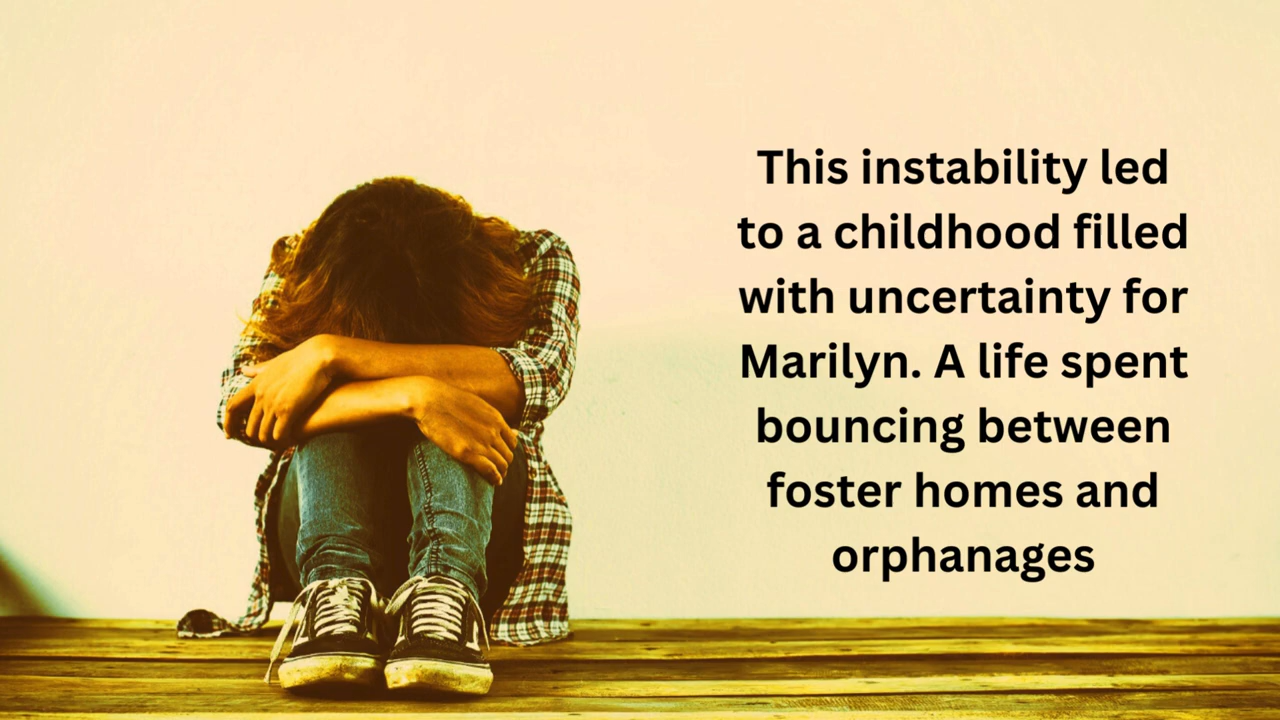 This instability led
to a childhood filled
with uncertainty for
Marilyn. A life spent
bouncing between
foster homes and
orphanages